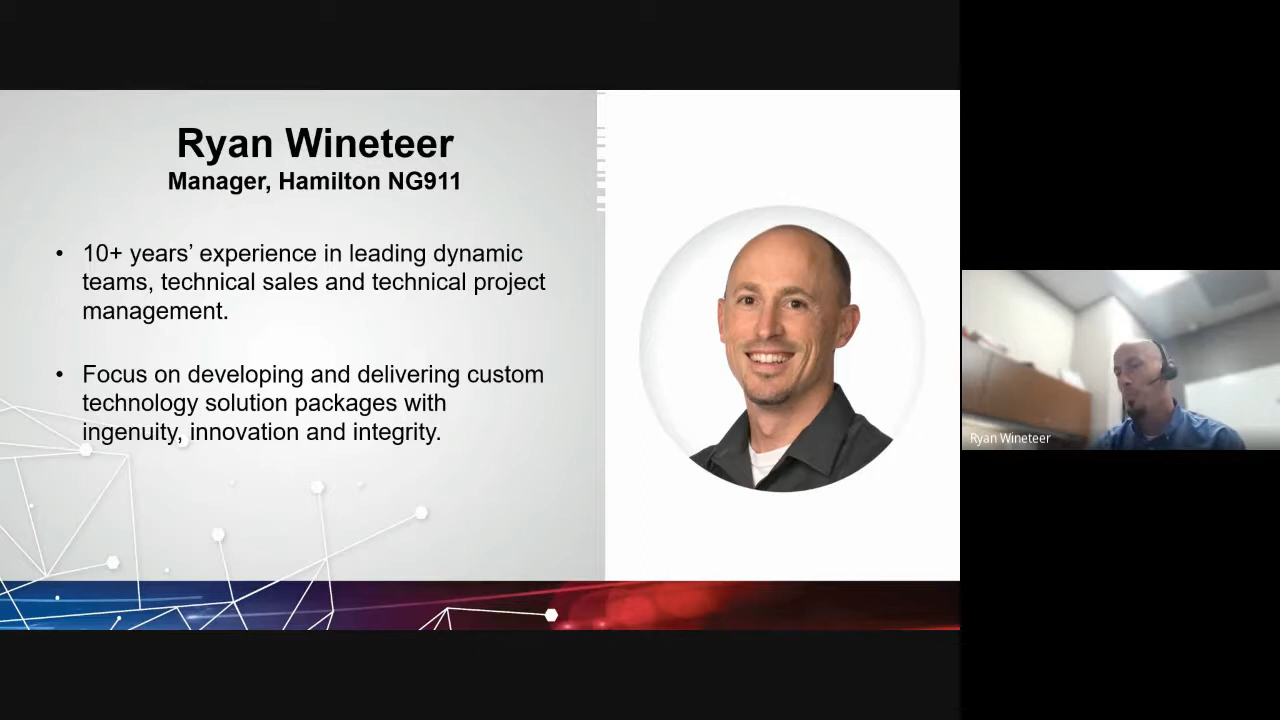 Ryan Wineteer
Manager, Hamilton NG911
• 10+ years’ experience in leading dynamic
teams, technical sales and technical project
management.
• Focus on developing and delivering custom
technology solution packages with
ingenuity, innovation and integrity.
Ryan Wineteer